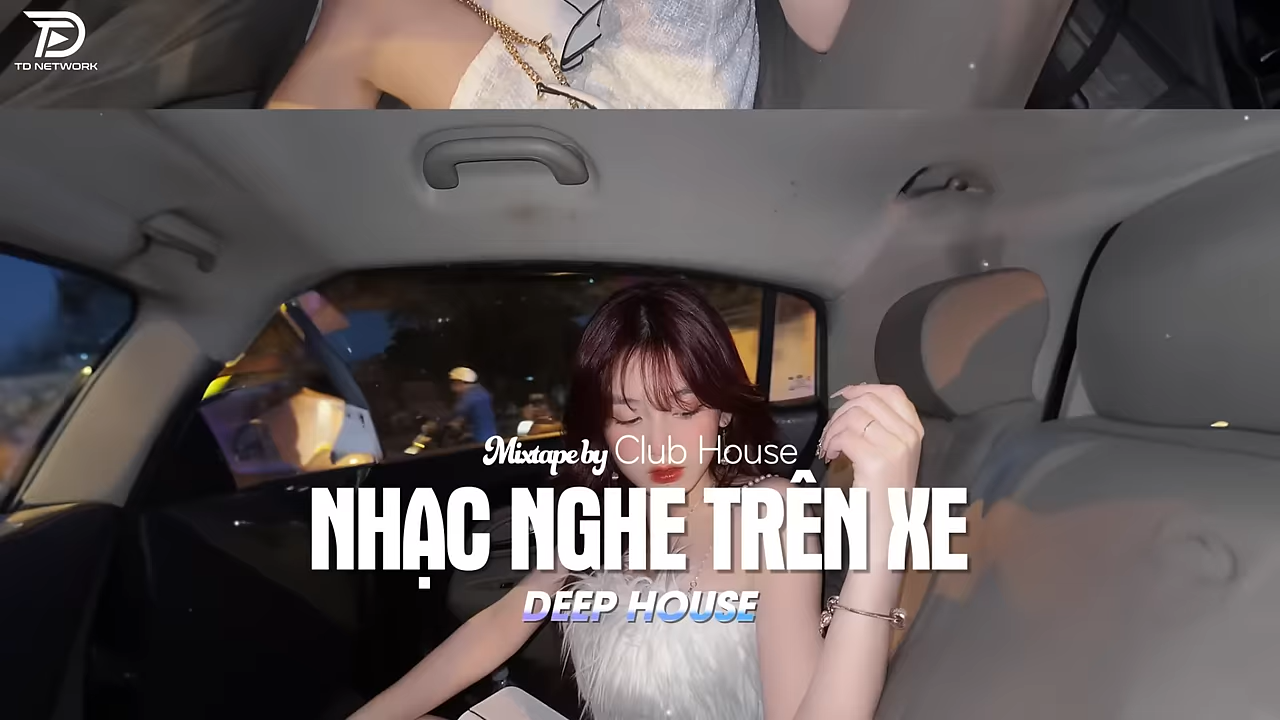 TD NETWORK
Mixtape by Club House
NHẠC NGHE TRÊN XE
DEEP HOUSE